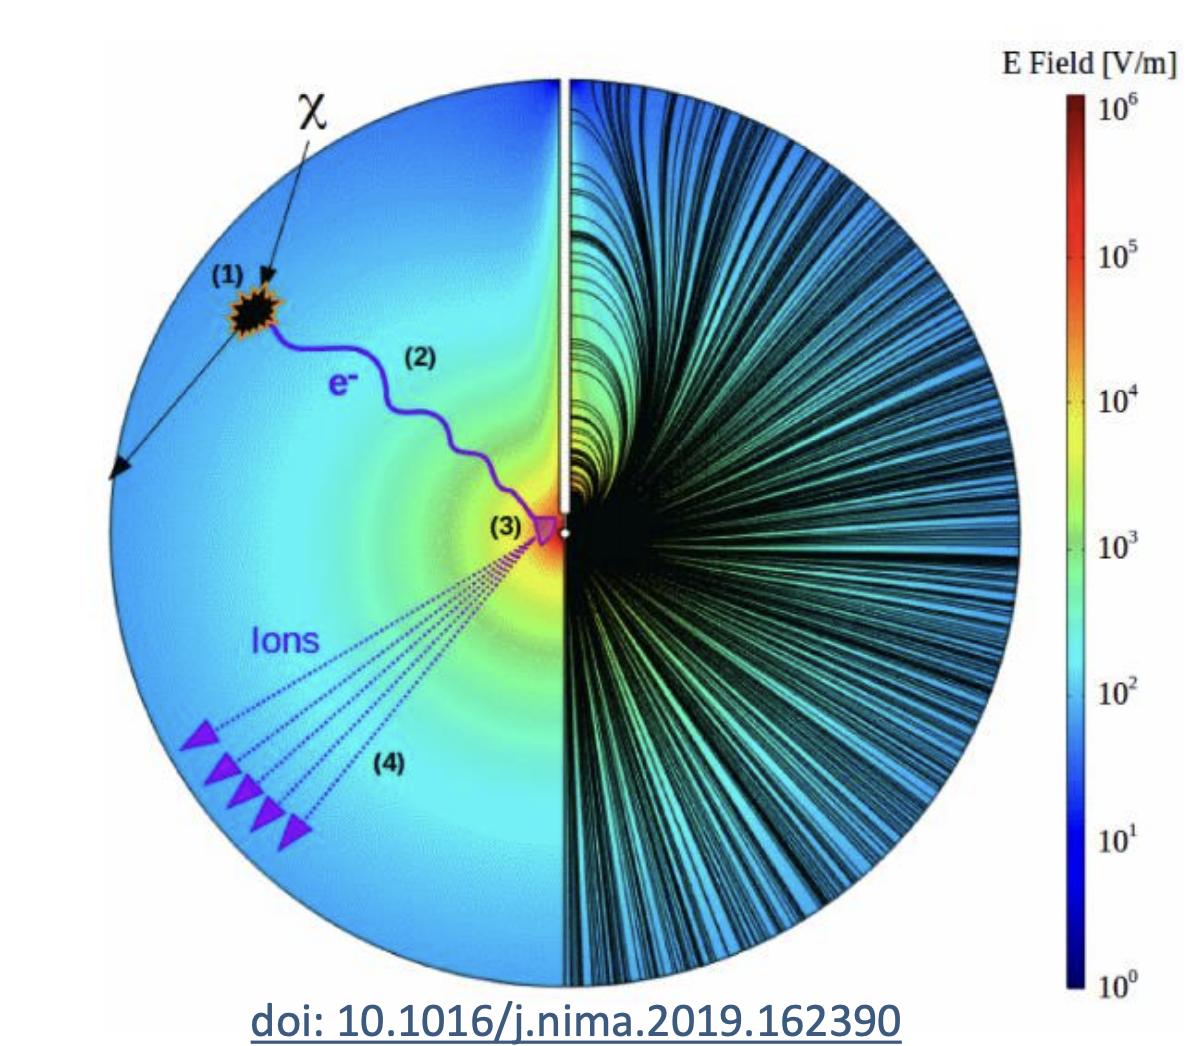 E Field [V/m]
χ
10⁶
(1)
10⁵
(2)
e⁻
10⁴
(3)
10³
Ions
10²
(4)
10¹
10⁰
doi: 10.1016/j.nima.2019.162390